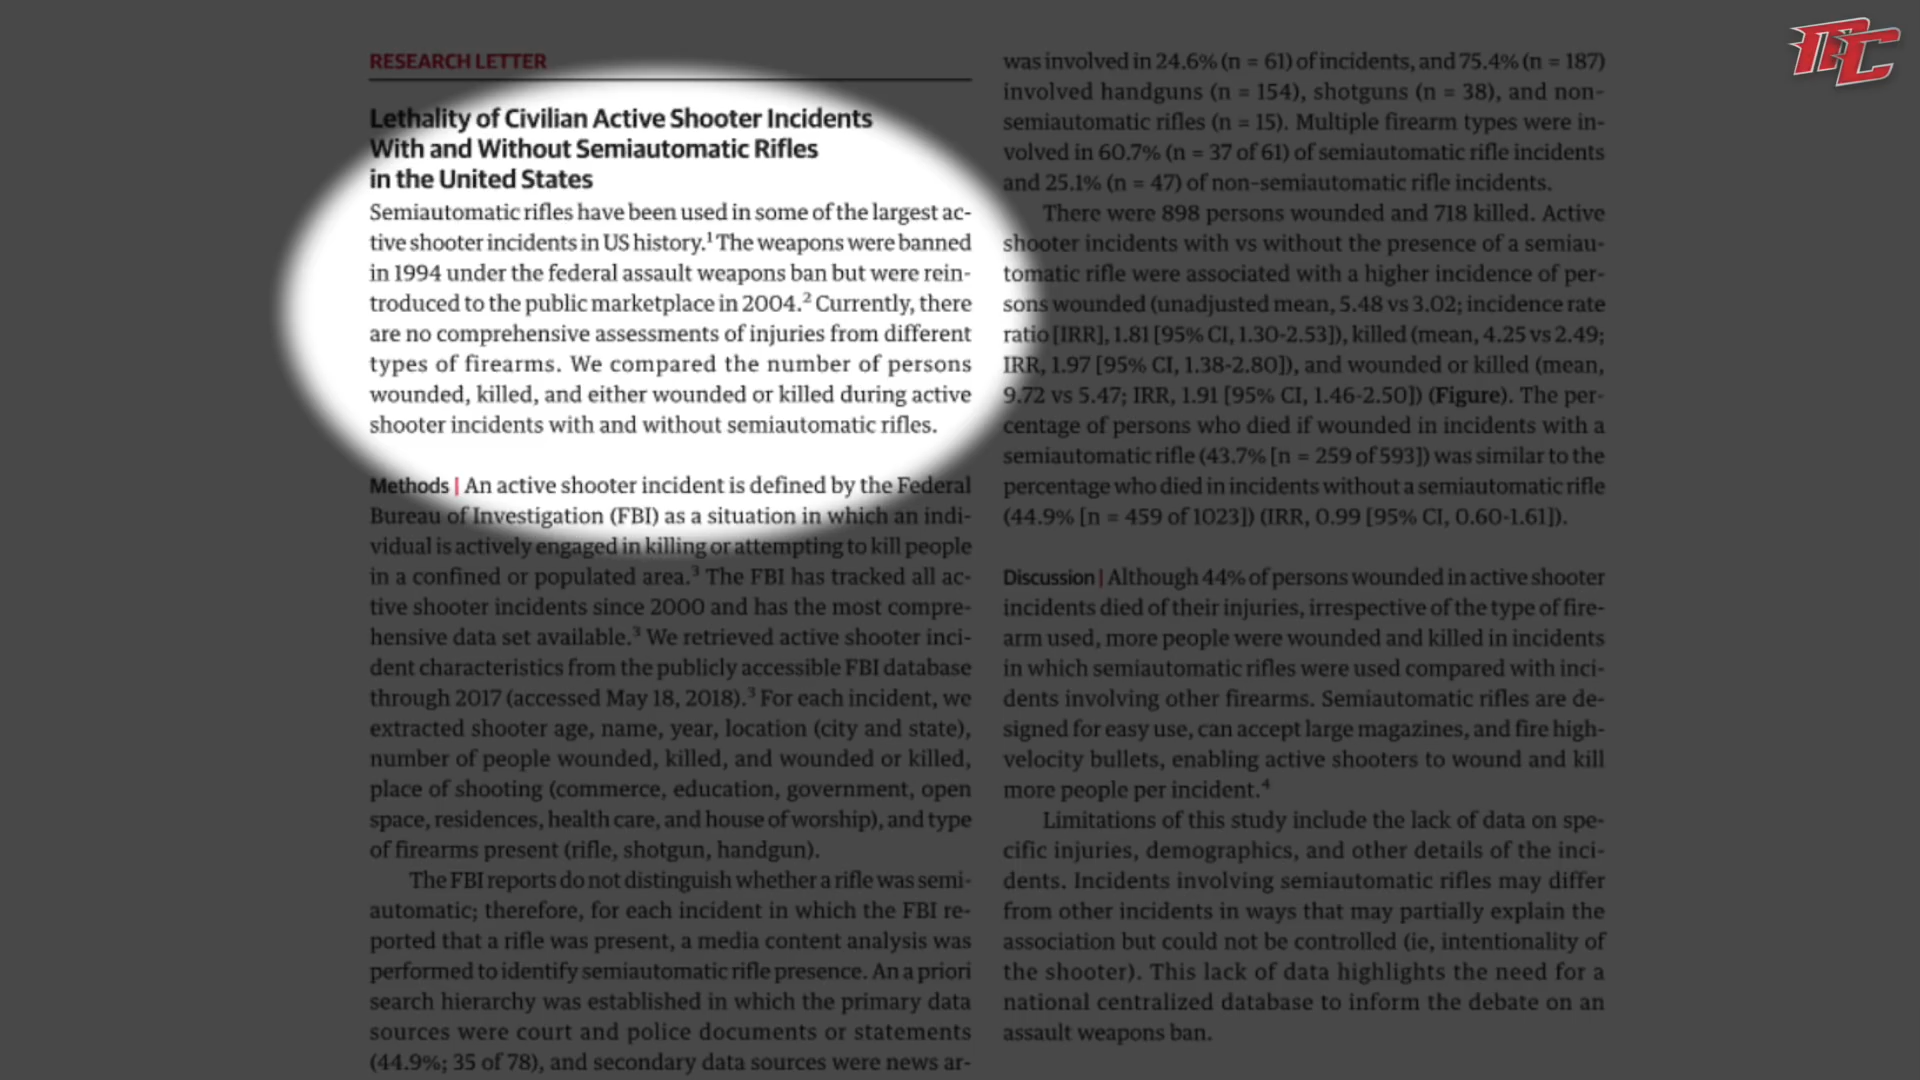 RESEARCH LETTER
Lethality of Civilian Active Shooter Incidents
With and Without Semiautomatic Rifles
in the United States
Semiautomatic rifles have been used in some of the largest ac-
tive shooter incidents in US history.¹ The weapons were banned
in 1994 under the federal assault weapons ban but were rein-
troduced to the public marketplace in 2004.² Currently, there
are no comprehensive assessments of injuries from different
types of firearms. We compared the number of persons
wounded, killed, and either wounded or killed during active
shooter incidents with and without semiautomatic rifles.
Methods | An active shooter incident is defined by the Federal
Bureau of Investigation (FBI) as a situation in which an indi-
vidual is actively engaged in killing or attempting to kill people
in a confined or populated area.³ The FBI has tracked all ac-
tive shooter incidents since 2000 and has the most compre-
hensive data set available.³ We retrieved active shooter inci-
dent characteristics from the publicly accessible FBI database
through 2017 (accessed May 18, 2018).³ For each incident, we
extracted shooter age, name, year, location (city and state),
number of people wounded, killed, and wounded or killed,
place of shooting (commerce, education, government, open
space, residences, health care, and house of worship), and type
of firearms present (rifle, shotgun, handgun).
The FBI reports do not distinguish whether a rifle was semi-
automatic; therefore, for each incident in which the FBI re-
ported that a rifle was present, a media content analysis was
performed to identify semiautomatic rifle presence. An a priori
search hierarchy was established in which the primary data
sources were court and police documents or statements
(44.9%; 35 of 78), and secondary data sources were news ar-
was involved in 24.6% (n = 61) of incidents, and 75.4% (n = 187)
involved handguns (n = 154), shotguns (n = 38), and non-
semiautomatic rifles (n = 15). Multiple firearm types were in-
volved in 60.7% (n = 37 of 61) of semiautomatic rifle incidents
and 25.1% (n = 47) of non-semiautomatic rifle incidents.
There were 898 persons wounded and 718 killed. Active
shooter incidents with vs without the presence of a semiau-
tomatic rifle were associated with a higher incidence of per-
sons wounded (unadjusted mean, 5.48 vs 3.02; incidence rate
ratio [IRR], 1.81 [95% CI, 1.30-2.53]), killed (mean, 4.25 vs 2.49;
IRR, 1.97 [95% CI, 1.38-2.80]), and wounded or killed (mean,
9.72 vs 5.47; IRR, 1.91 [95% CI, 1.46-2.50]) (Figure). The per-
centage of persons who died if wounded in incidents with a
semiautomatic rifle (43.7% [n = 259 of 593]) was similar to the
percentage who died in incidents without a semiautomatic rifle
(44.9% [n = 459 of 1023]) (IRR, 0.99 [95% CI, 0.60-1.61]).
Discussion | Although 44% of persons wounded in active shooter
incidents died of their injuries, irrespective of the type of fire-
arm used, more people were wounded and killed in incidents
in which semiautomatic rifles were used compared with inci-
dents involving other firearms. Semiautomatic rifles are de-
signed for easy use, can accept large magazines, and fire high-
velocity bullets, enabling active shooters to wound and kill
more people per incident.⁴
Limitations of this study include the lack of data on spe-
cific injuries, demographics, and other details of the inci-
dents. Incidents involving semiautomatic rifles may differ
from other incidents in ways that may partially explain the
association but could not be controlled (ie, intentionality of
the shooter). This lack of data highlights the need for a
national centralized database to inform the debate on an
assault weapons ban.